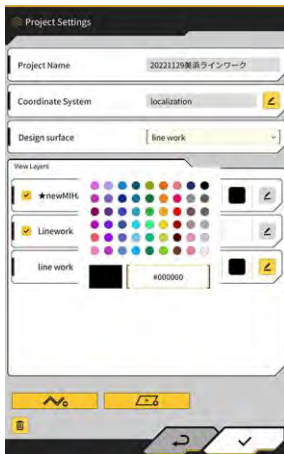 Project Settings
Project Name
20221129美浜ラインワーク
Coordinate System
localization
Design surface
line work
View Layers
★newMIH
Linework
line work
#000000